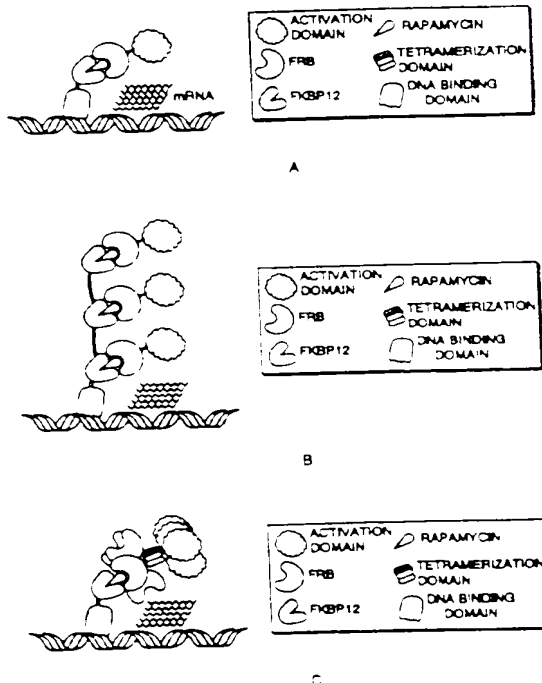 ACTIVATION
DOMAIN
RAPAMYCIN
FRB
TETRAMERIZATION
DOMAIN
FKBP12
DNA BINDING
DOMAIN
mRNA
A
ACTIVATION
DOMAIN
RAPAMYCIN
FRB
TETRAMERIZATION
DOMAIN
FKBP12
DNA BINDING
DOMAIN
B
ACTIVATION
DOMAIN
RAPAMYCIN
FRB
TETRAMERIZATION
DOMAIN
FKBP12
DNA BINDING
DOMAIN